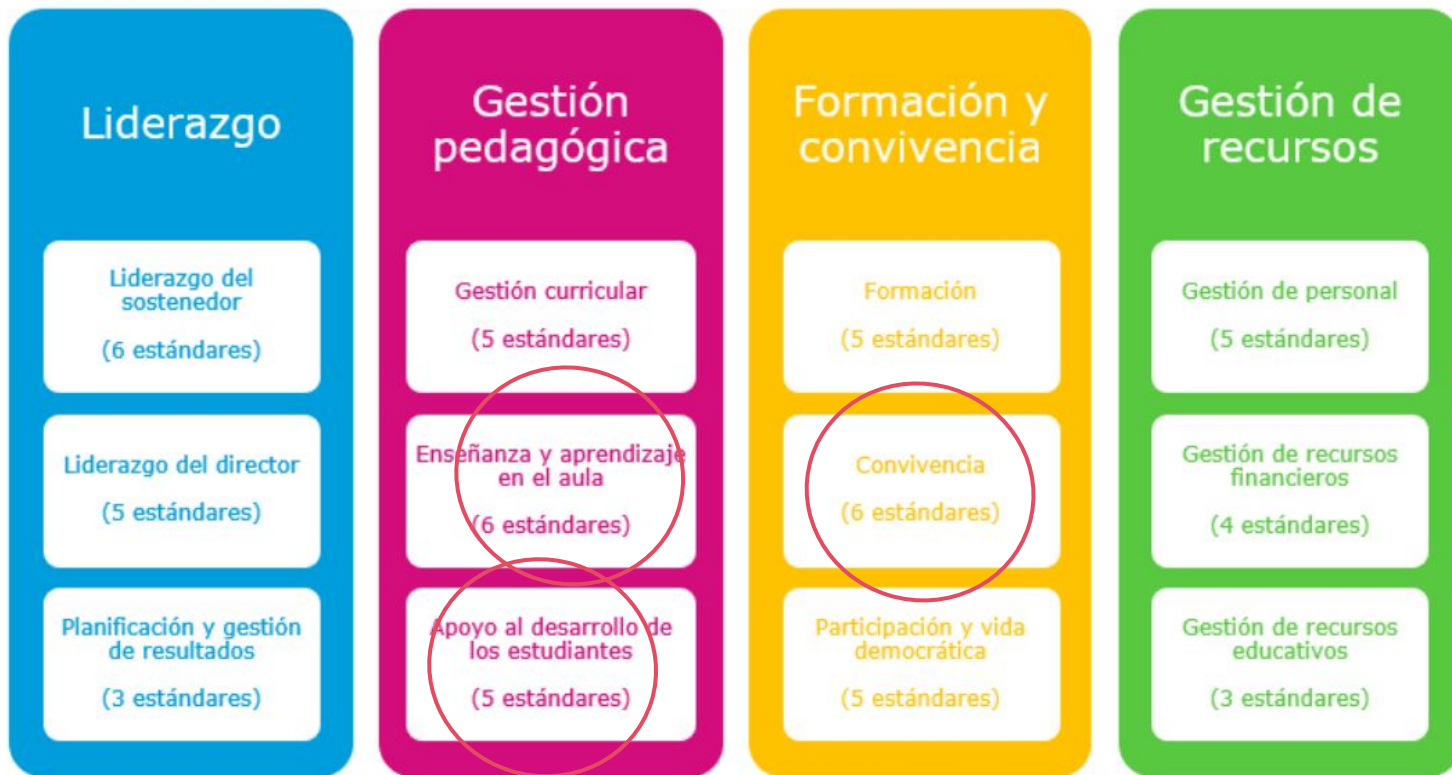 Liderazgo
Liderazgo del
sostenedor
(6 estándares)
Liderazgo del director
(5 estándares)
Planificación y gestión
de resultados
(3 estándares)
Gestión
pedagógica
Gestión curricular
(5 estándares)
Enseñanza y aprendizaje
en el aula
(6 estándares)
Apoyo al desarrollo de
los estudiantes
(5 estándares)
Formación y
convivencia
Formación
(5 estándares)
Convivencia
(6 estándares)
Participación y vida
democrática
(5 estándares)
Gestión de
recursos
Gestión de personal
(5 estándares)
Gestión de recursos
financieros
(4 estándares)
Gestión de recursos
educativos
(3 estándares)